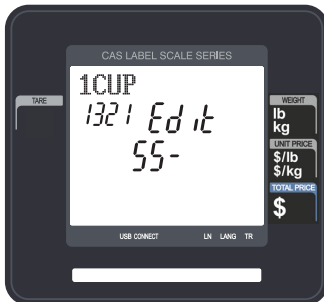 CAS LABEL SCALE SERIES
1CUP
TARE
1321 Edit
SS-
WEIGHT
lb
kg
UNIT PRICE
$/lb
$/kg
TOTAL PRICE
$
USB CONNECT LN LANG TR